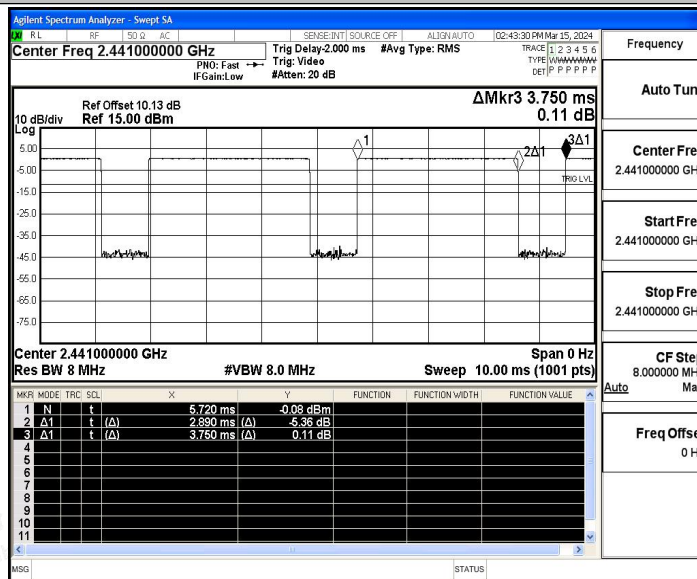 Agilent Spectrum Analyzer - Swept SA
RL RF 50 Ω AC SENSE:INT SOURCE OFF ALIGN AUTO 02:43:30 PM Mar 15, 2024
Center Freq 2.441000000 GHz
PNO: Fast
IFGain:Low
Trig Delay-2.000 ms
Trig: Video
#Atten: 20 dB
#Avg Type: RMS
TRACE 1 2 3 4 5 6
TYPE
DET P P P P P P
ΔMkr3 3.750 ms
0.11 dB
Ref Offset 10.13 dB
10 dB/div Ref 15.00 dBm
Log
5.00
-5.00
-15.0
-25.0
-35.0
-45.0
-55.0
-65.0
-75.0
1
2Δ1
3Δ1
TRIG LVL
Center 2.441000000 GHz Span 0 Hz
Res BW 8 MHz #VBW 8.0 MHz Sweep 10.00 ms (1001 pts)
MKR MODE TRC SCL X Y FUNCTION FUNCTION WIDTH FUNCTION VALUE
1 N t 5.720 ms -0.08 dBm
2 Δ1 t (Δ) 2.890 ms (Δ) -5.36 dB
3 Δ1 t (Δ) 3.750 ms (Δ) 0.11 dB
4
5
6
7
8
9
10
11
MSG STATUS
Frequency
Auto Tun
Center Fre
2.441000000 GH
Start Fre
2.441000000 GH
Stop Fre
2.441000000 GH
CF Ste
8.000000 MH
Auto Ma
Freq Offse
0 H